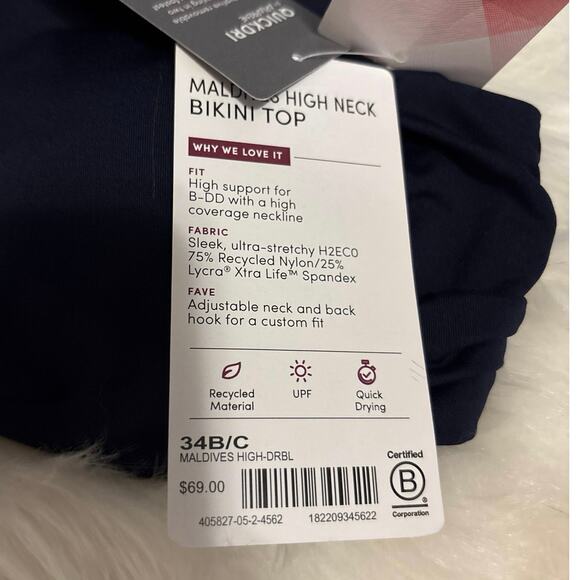 QUICKDRI
removable
MALDIVES HIGH NECK
BIKINI TOP
WHY WE LOVE IT
FIT
High support for
B-DD with a high
coverage neckline
FABRIC
Sleek, ultra-stretchy H2ECO
75% Recycled Nylon/25%
Lycra® Xtra Life™ Spandex
FAVE
Adjustable neck and back
hook for a custom fit
Recycled
Material
UPF
Quick
Drying
34B/C
MALDIVES HIGH-DRBL
$69.00
405827-05-2-4562
182209345622
Certified
B
®
Corporation